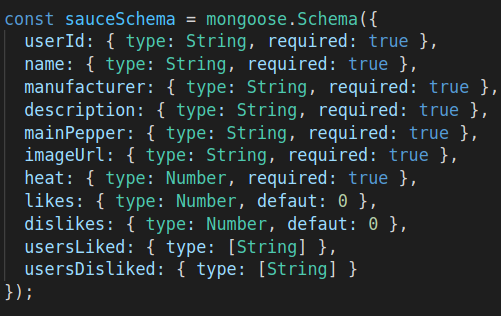 const sauceSchema = mongoose.Schema({
  userId: { type: String, required: true },
  name: { type: String, required: true },
  manufacturer: { type: String, required: true },
  description: { type: String, required: true },
  mainPepper: { type: String, required: true },
  imageUrl: { type: String, required: true },
  heat: { type: Number, required: true },
  likes: { type: Number, defaut: 0 },
  dislikes: { type: Number, defaut: 0 },
  usersLiked: { type: [String] },
  usersDisliked: { type: [String] }
});